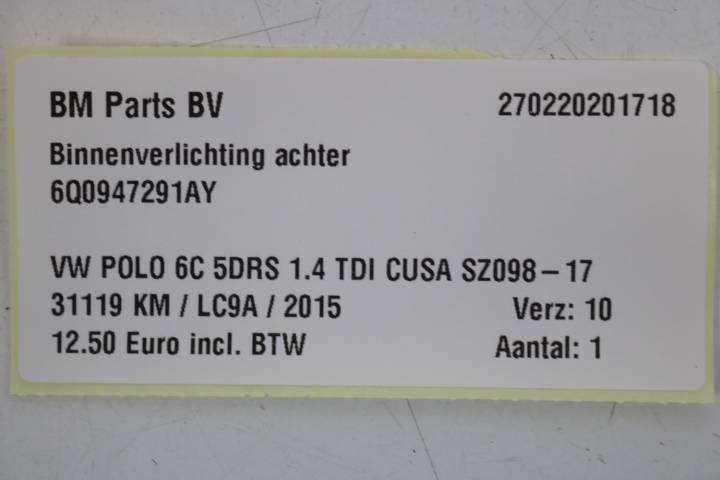 BM Parts BV 270220201718
Binnenverlichting achter
6Q0947291AY
VW POLO 6C 5DRS 1.4 TDI CUSA SZ098-17
31119 KM / LC9A / 2015 Verz: 10
12.50 Euro incl. BTW Aantal: 1